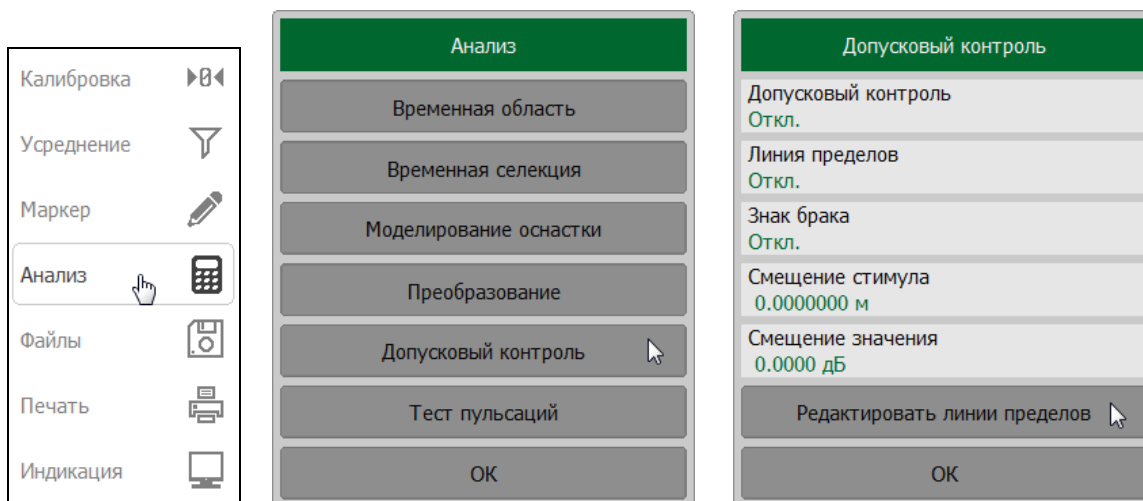 Калибровка
Усреднение
Маркер
Анализ
Файлы
Печать
Индикация
Анализ
Временная область
Временная селекция
Моделирование оснастки
Преобразование
Допусковый контроль
Тест пульсаций
ОК
Допусковый контроль
Допусковый контроль
Откл.
Линия пределов
Откл.
Знак брака
Откл.
Смещение стимула
0.0000000 м
Смещение значения
0.0000 дБ
Редактировать линии пределов
ОК